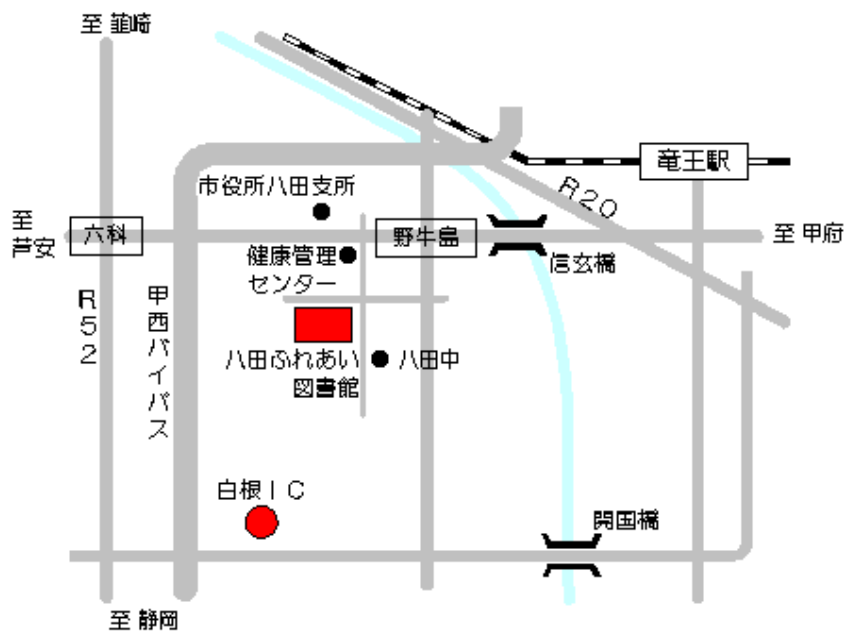 至 韮崎
竜王駅
市役所八田支所
R20
至
芦安
六科
野牛島
至 甲府
健康管理
センター
信玄橋
R52
甲西バイパス
八田ふれあい
図書館
八田中
白根IC
開国橋
至 静岡